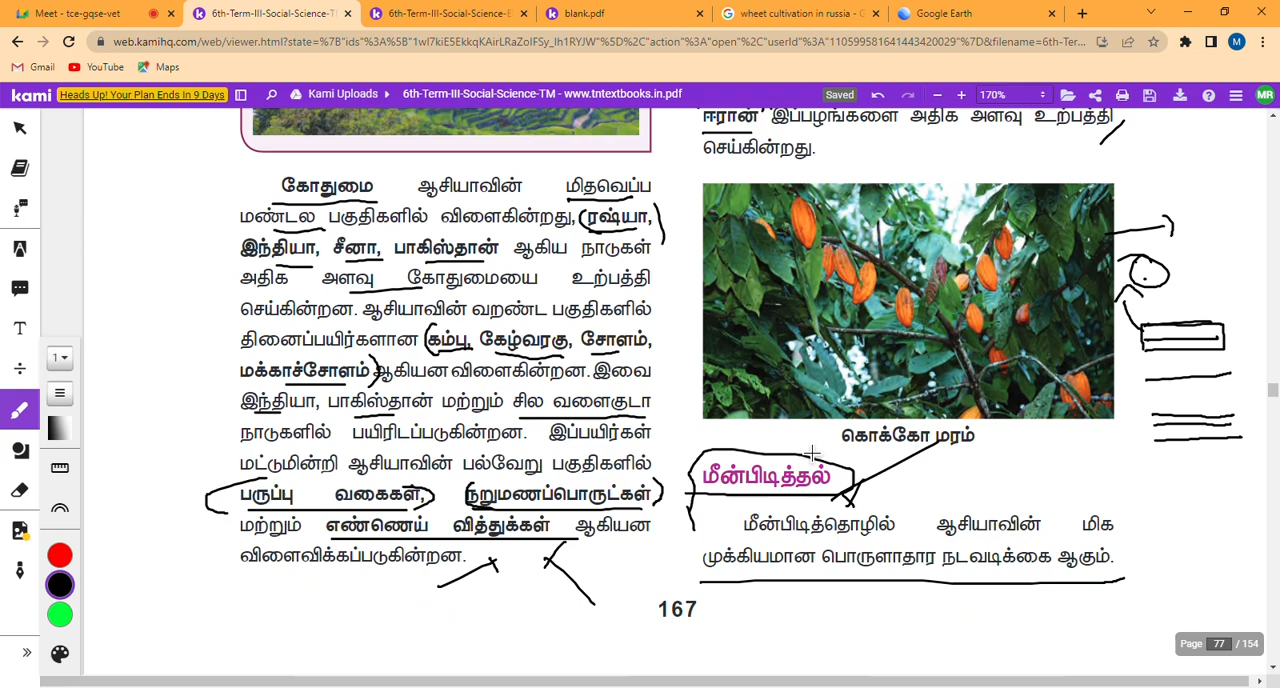 Meet - tce-gqse-vet
6th-Term-III-Social-Science-T
6th-Term-III-Social-Science-E
blank.pdf
wheet cultivation in russia - G
Google Earth
web.kamihq.com/web/viewer.html?state=%7B"ids"%3A%5B"1wl7kiE5EkkqKAirLRaZoIFSy_Ih1RYJW"%5D%2C"action"%3A"open"%2C"userId"%3A"110599581641443420029"%7D&filename=6th-Ter...
Gmail
YouTube
Maps
kami
Heads Up! Your Plan Ends In 9 Days
Kami Uploads
6th-Term-III-Social-Science-TM - www.tntextbooks.in.pdf
Saved
170%
MR
M
1
கோதுமை ஆசியாவின் மிதவெப்ப
மண்டல பகுதிகளில் விளைகின்றது, ரஷ்யா,
இந்தியா, சீனா, பாகிஸ்தான் ஆகிய நாடுகள்
அதிக அளவு கோதுமையை உற்பத்தி
செய்கின்றன. ஆசியாவின் வறண்ட பகுதிகளில்
தினைப்பயிர்களான கம்பு, கேழ்வரகு, சோளம்,
மக்காச்சோளம் ஆகியன விளைகின்றன. இவை
இந்தியா, பாகிஸ்தான் மற்றும் சில வளைகுடா
நாடுகளில் பயிரிடப்படுகின்றன. இப்பயிர்கள்
மட்டுமின்றி ஆசியாவின் பல்வேறு பகுதிகளில்
பருப்பு வகைகள், நறுமணப்பொருட்கள்
மற்றும் எண்ணெய் வித்துக்கள் ஆகியன
விளைவிக்கப்படுகின்றன.
ஈரான்' இப்பழங்களை அதிக அளவு உற்பத்தி
செய்கின்றது.
கொக்கோ மரம்
மீன்பிடித்தல்
மீன்பிடித்தொழில் ஆசியாவின் மிக
முக்கியமான பொருளாதார நடவடிக்கை ஆகும்.
167
Page 77 / 154